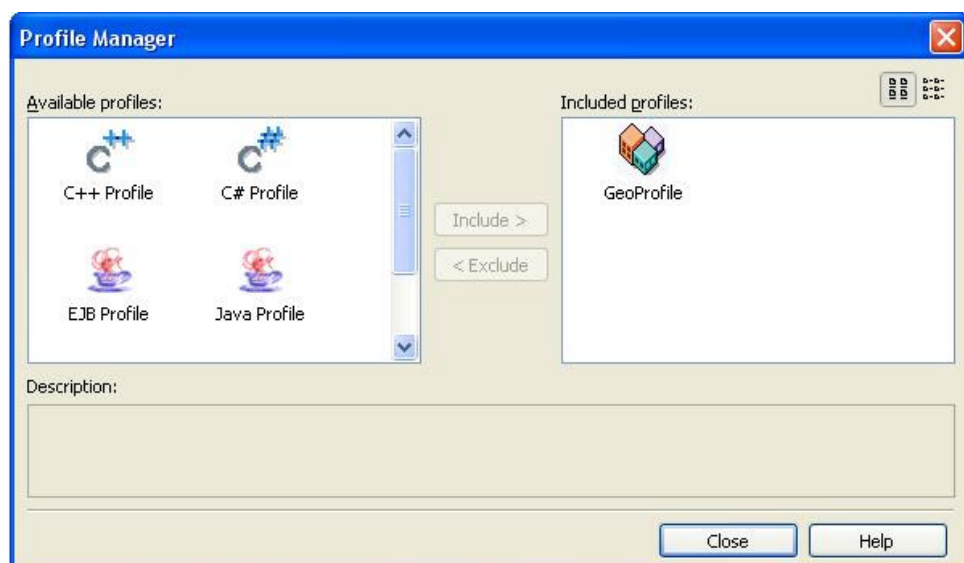 Profile Manager
Available profiles:
C++ Profile
C# Profile
EJB Profile
Java Profile
Include >
< Exclude
Included profiles:
GeoProfile
Description:
Close
Help